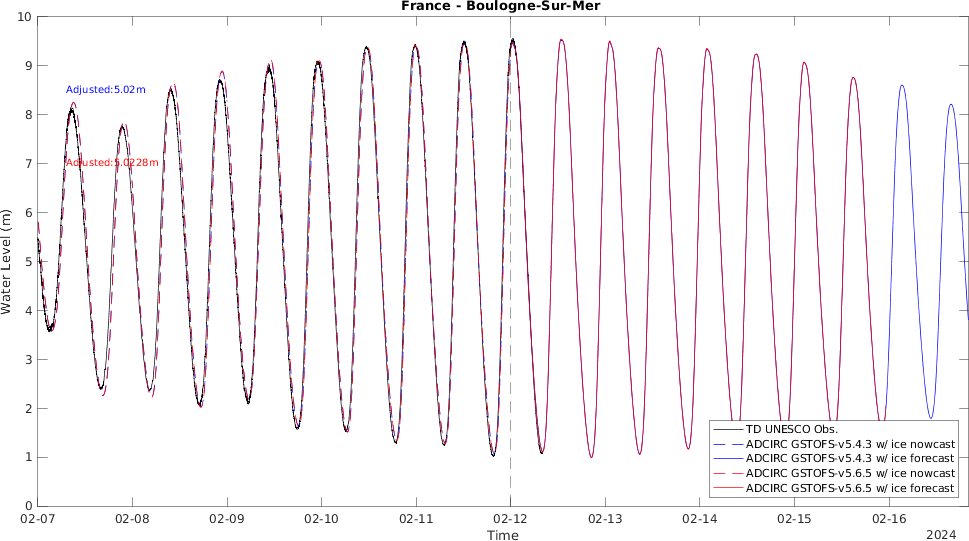 France - Boulogne-Sur-Mer
10
9
8
7
6
5
4
3
2
1
0
Water Level (m)
Adjusted:5.02m
Adjusted:5.0228m
TD UNESCO Obs.
ADCIRC GSTOFS-v5.4.3 w/ ice nowcast
ADCIRC GSTOFS-v5.4.3 w/ ice forecast
ADCIRC GSTOFS-v5.6.5 w/ ice nowcast
ADCIRC GSTOFS-v5.6.5 w/ ice forecast
02-07 02-08 02-09 02-10 02-11 02-12 02-13 02-14 02-15 02-16
Time
2024